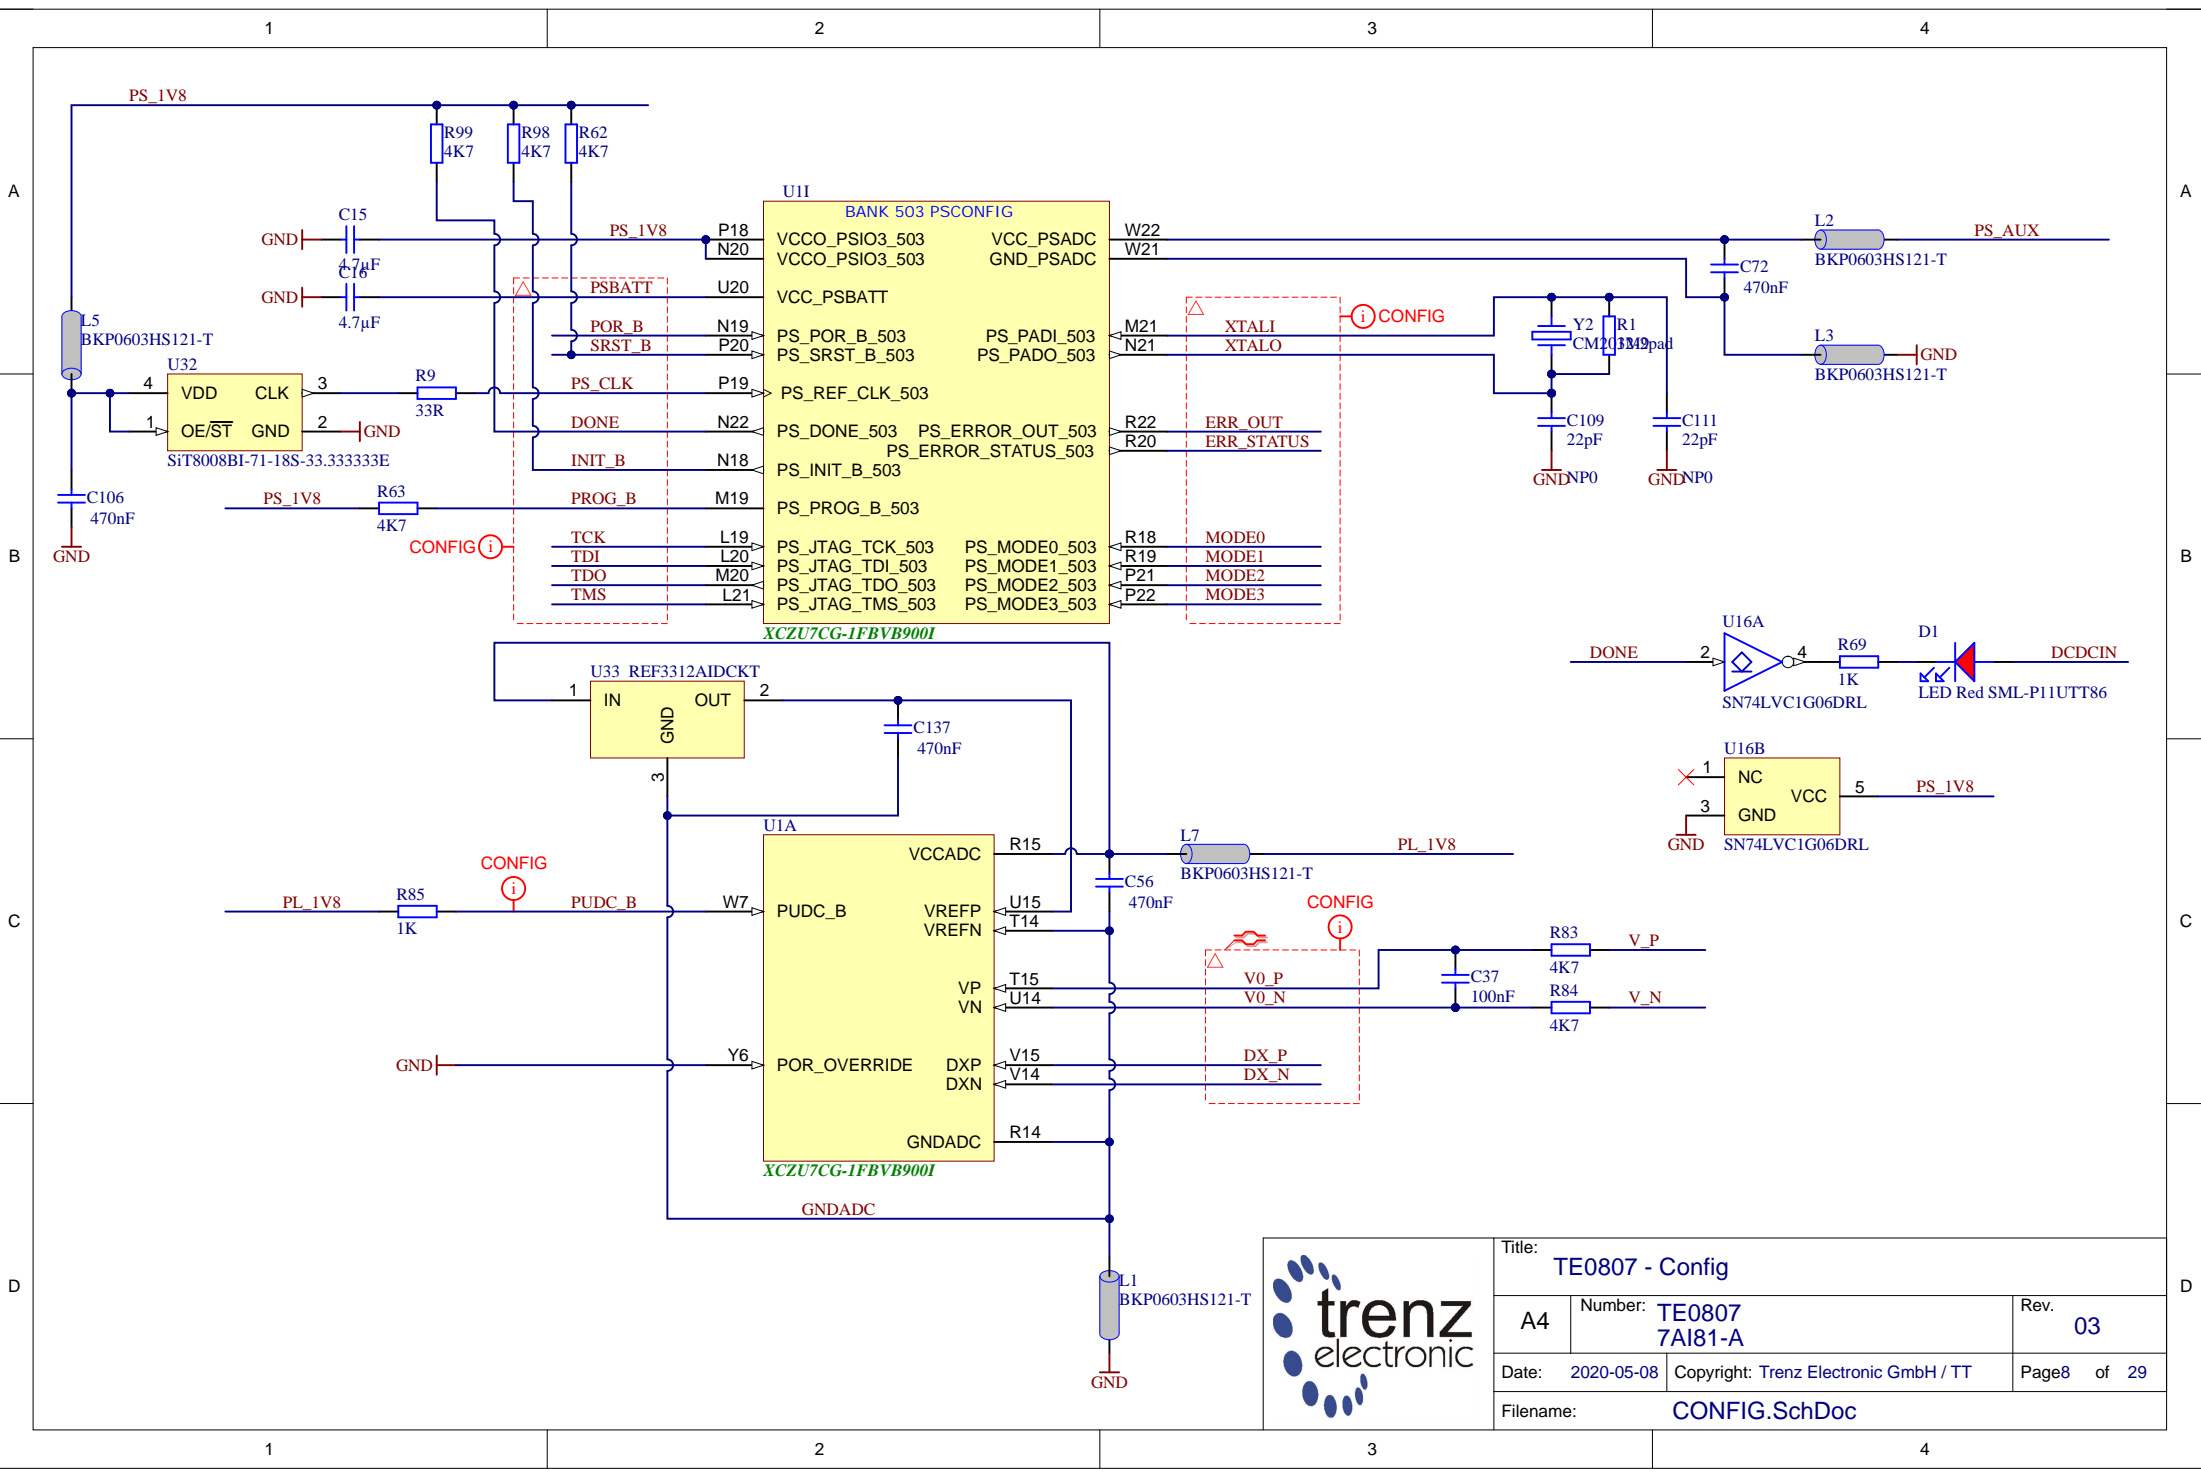 1 2 3 4
A
PS_1V8
R99
4K7
R98
4K7
R62
4K7
U1I
BANK 503 PSCONFIG
C15
GND
4.7µF
PS_1V8
P18 VCCO_PSIO3_503
N20 VCCO_PSIO3_503
VCC_PSADC W22
GND_PSADC W21
L2
BKP0603HS121-T
PS_AUX
C72
470nF
C16
GND
4.7µF
PSBATT
U20 VCC_PSBATT
L3
BKP0603HS121-T
GND
L5
BKP0603HS121-T
POR_B N19 PS_POR_B_503
SRST_B P20 PS_SRST_B_503
PS_PADI_503 M21 XTALI
PS_PADO_503 N21 XTALO
CONFIG
Y2
R1
U32
4 VDD CLK 3
1 OE/ST GND 2 GND
SiT8008BI-71-18S-33.333333E
R9
33R
PS_CLK P19 PS_REF_CLK_503
DONE N22 PS_DONE_503
INIT_B N18 PS_INIT_B_503
PS_ERROR_OUT_503 R22 ERR_OUT
PS_ERROR_STATUS_503 R20 ERR_STATUS
C109
22pF
GND NP0
C111
22pF
GND NP0
C106
470nF
GND
PS_1V8
R63
4K7
PROG_B M19 PS_PROG_B_503
B
CONFIG
TCK L19 PS_JTAG_TCK_503
TDI L20 PS_JTAG_TDI_503
TDO M20 PS_JTAG_TDO_503
TMS L21 PS_JTAG_TMS_503
PS_MODE0_503 R18 MODE0
PS_MODE1_503 R19 MODE1
PS_MODE2_503 P21 MODE2
PS_MODE3_503 P22 MODE3
XCZU7CG-1FBVB900I
DONE 2
U16A
4
SN74LVC1G06DRL
R69
1K
D1
LED Red SML-P11UTT86
DCDCIN
U33 REF3312AIDCKT
1 IN OUT 2
GND
3
C137
470nF
U16B
1 NC
VCC 5 PS_1V8
3 GND
GND
SN74LVC1G06DRL
U1A
VCCADC R15
L7
BKP0603HS121-T
PL_1V8
C56
470nF
C
PL_1V8
R85
1K
CONFIG
PUDC_B W7 PUDC_B
VREFP U15
VREFN T14
CONFIG
VP T15 V0_P
VN U14 V0_N
C37
100nF
R83
4K7
V_P
R84
4K7
V_N
GND Y6 POR_OVERRIDE
DXP V15 DX_P
DXN V14 DX_N
GNDADC R14
XCZU7CG-1FBVB900I
GNDADC
D
L1
BKP0603HS121-T
GND
trenz
electronic
Title:
TE0807 - Config
A4
Number: TE0807
7AI81-A
Rev.
03
Date: 2020-05-08 Copyright: Trenz Electronic GmbH / TT Page8 of 29
Filename: CONFIG.SchDoc
1 2 3 4
A
B
C
D